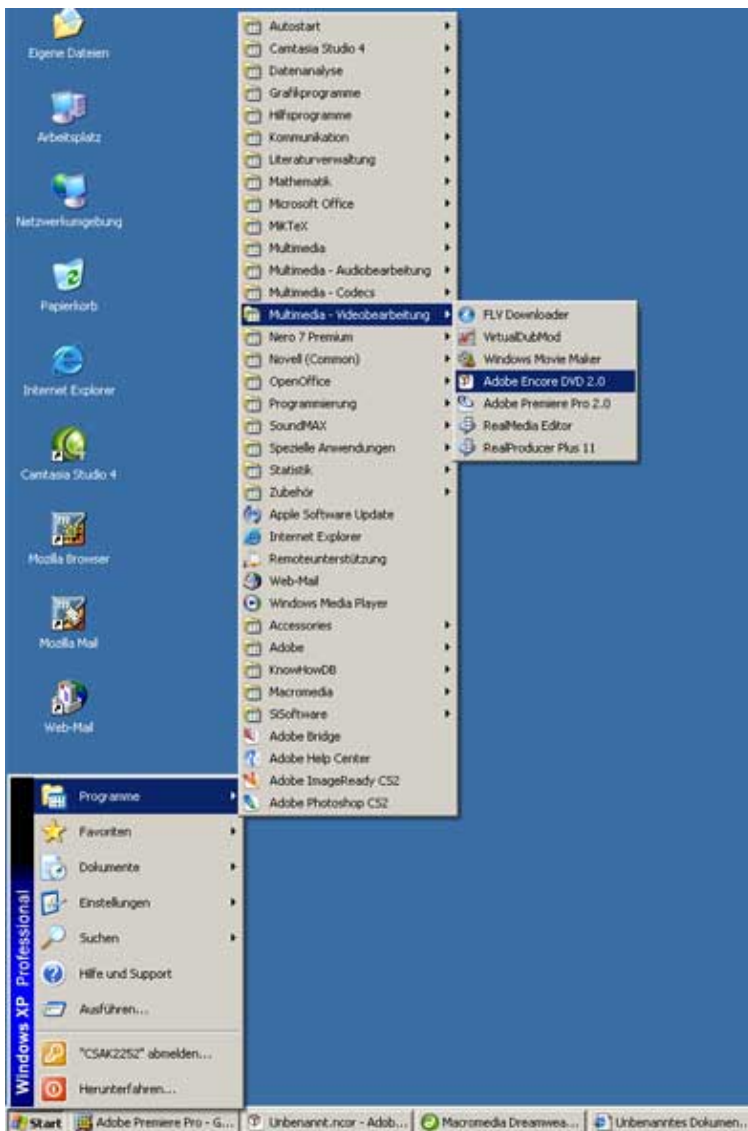 Eigene Dateien
Arbeitsplatz
Netzwerkumgebung
Papierkorb
Internet Explorer
Camtasia Studio 4
Mozilla Browser
Mozilla Mail
Web-Mail
Autostart
Camtasia Studio 4
Datenanalyse
Grafikprogramme
Hilfsprogramme
Kommunikation
Literaturverwaltung
Mathematik
Microsoft Office
MiKTeX
Multimedia
Multimedia - Audiobearbeitung
Multimedia - Codecs
Multimedia - Videobearbeitung
Nero 7 Premium
Novell (Common)
OpenOffice
Programmierung
SoundMAX
Spezielle Anwendungen
Statistik
Zubehör
Apple Software Update
Internet Explorer
Remoteunterstützung
Web-Mail
Windows Media Player
Accessories
Adobe
KnowHowDB
Macromedia
SiSoftware
Adobe Bridge
Adobe Help Center
Adobe ImageReady CS2
Adobe Photoshop CS2
FLV Downloader
VirtualDubMod
Windows Movie Maker
Adobe Encore DVD 2.0
Adobe Premiere Pro 2.0
RealMedia Editor
RealProducer Plus 11
Programme
Favoriten
Dokumente
Einstellungen
Suchen
Hilfe und Support
Ausführen...
"CSAK2252" abmelden...
Herunterfahren...
Windows XP Professional
Start
Adobe Premiere Pro - G...
Unbenannt.ncor - Adob...
Macromedia Dreamwea...
Unbenanntes Dokumen...